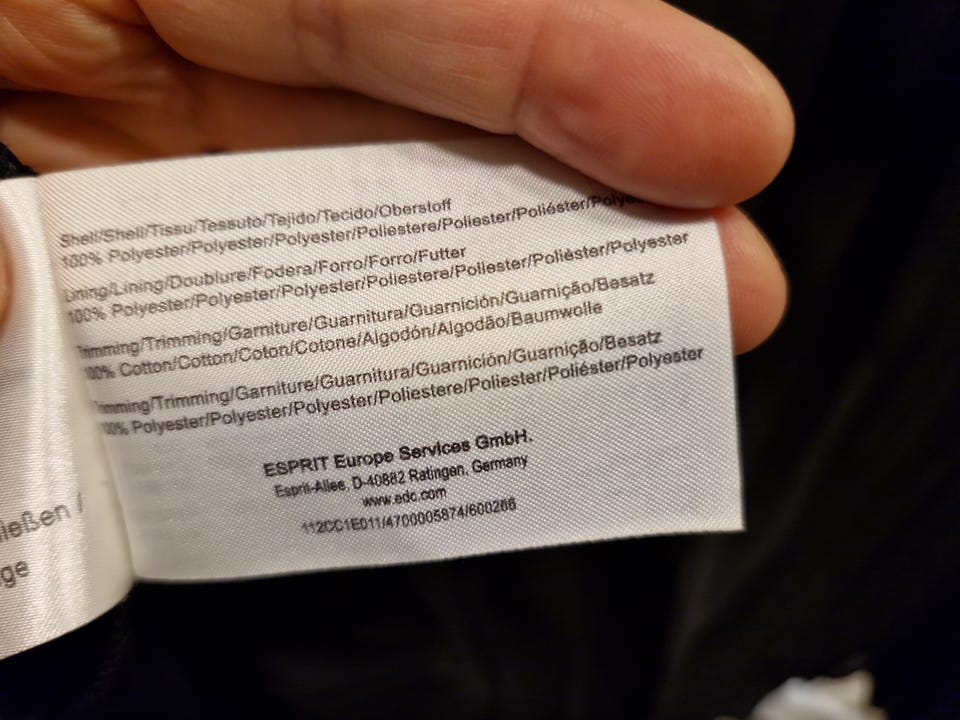 Shell/Shell/Tissu/Tessuto/Tejido/Tecido/Oberstoff
100% Polyester/Polyester/Polyester/Poliestere/Poliester/Poliéster/
Lining/Lining/Doublure/Fodera/Forro/Forro/Futter
100% Polyester/Polyester/Polyester/Poliestere/Poliester/Poliéster/Polyester
Trimming/Trimming/Garniture/Guarnitura/Guarnición/Guarnição/Besatz
100% Cotton/Cotton/Coton/Cotone/Algodón/Algodão/Baumwolle
Trimming/Trimming/Garniture/Guarnitura/Guarnición/Guarnição/Besatz
100% Polyester/Polyester/Polyester/Poliestere/Poliester/Poliéster/Polyester
ESPRIT Europe Services GmbH.
Esprit-Allee, D-40882 Ratingen, Germany
www.edc.com
112CC1E011/4700005874/600266
ießen /
ge